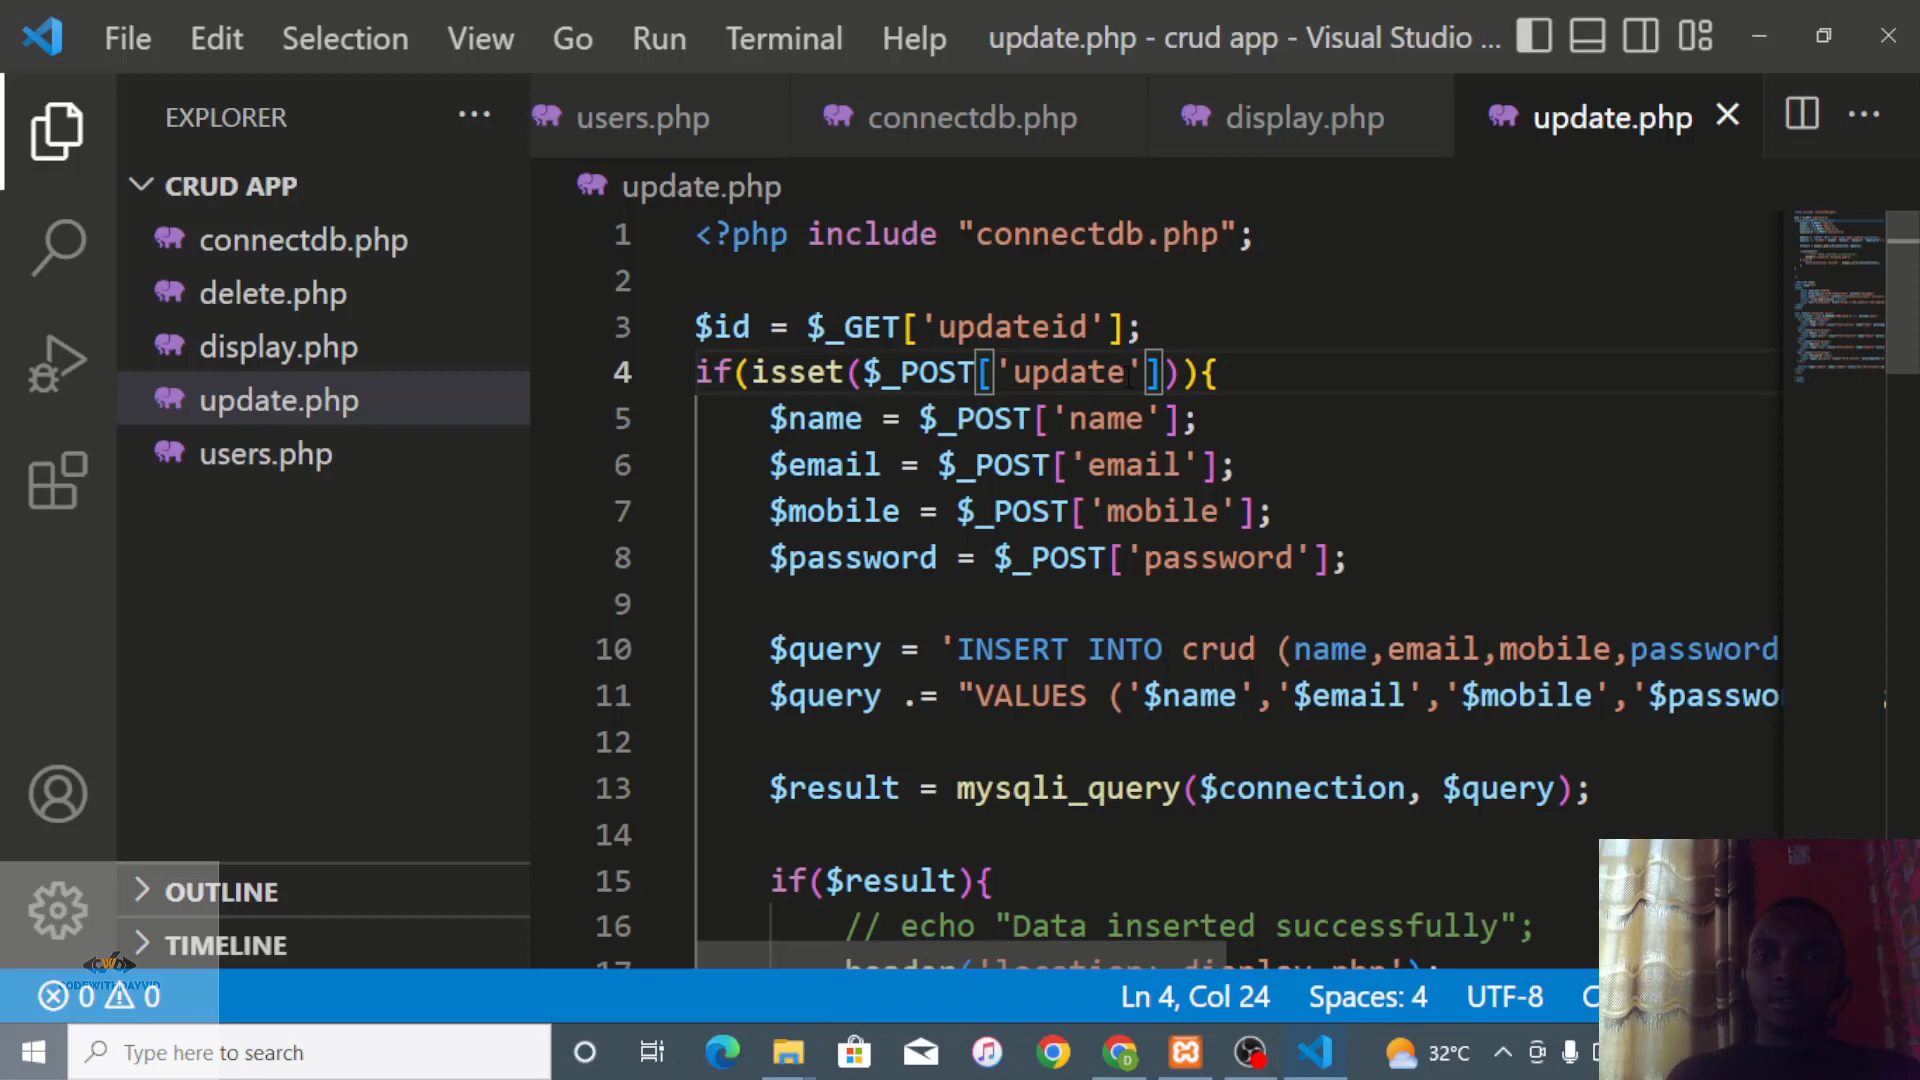 File Edit Selection View Go Run Terminal Help update.php - crud app - Visual Studio ...
EXPLORER
users.php connectdb.php display.php update.php
CRUD APP
connectdb.php
delete.php
display.php
update.php
users.php
OUTLINE
TIMELINE
update.php
1 <?php include "connectdb.php";
2
3 $id = $_GET['updateid'];
4 if(isset($_POST['update'])){
5 $name = $_POST['name'];
6 $email = $_POST['email'];
7 $mobile = $_POST['mobile'];
8 $password = $_POST['password'];
9
10 $query = 'INSERT INTO crud (name,email,mobile,password
11 $query .= "VALUES ('$name','$email','$mobile','$passwo
12
13 $result = mysqli_query($connection, $query);
14
15 if($result){
16 // echo "Data inserted successfully";
17 header('location: display.php');
0 0 Ln 4, Col 24 Spaces: 4 UTF-8
Type here to search 32°C